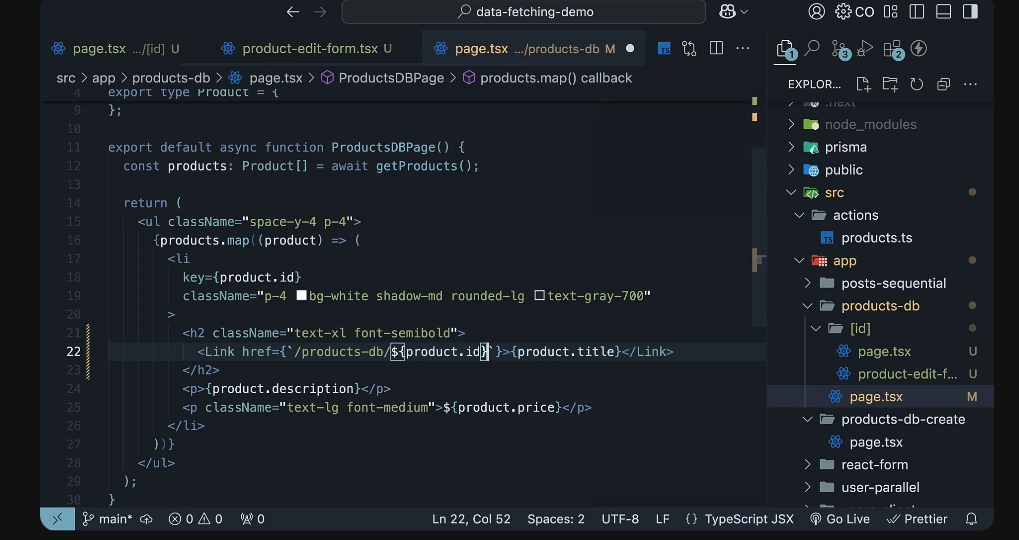 data-fetching-demo
CO
page.tsx .../[id] U
product-edit-form.tsx U
page.tsx .../products-db M
TS
1
3
2
src > app > products-db > page.tsx > ProductsDBPage > products.map() callback
EXPLOR...
4 export type Product = {
9 };
10
11 export default async function ProductsDBPage() {
12 const products: Product[] = await getProducts();
13
14 return (
15 <ul className="space-y-4 p-4">
16 {products.map((product) => (
17 <li
18 key={product.id}
19 className="p-4 bg-white shadow-md rounded-lg text-gray-700"
20 >
21 <h2 className="text-xl font-semibold">
22 <Link href={`/products-db/${product.id}`}>{product.title}</Link>
23 </h2>
24 <p>{product.description}</p>
25 <p className="text-lg font-medium">${product.price}</p>
26 </li>
27 ))}
28 </ul>
29 );
30 }
.next
node_modules
prisma
public
src
actions
TS products.ts
app
posts-sequential
products-db
[id]
page.tsx U
product-edit-f... U
page.tsx M
products-db-create
page.tsx
react-form
user-parallel
main*
0 0
0
Ln 22, Col 52
Spaces: 2
UTF-8
LF
{} TypeScript JSX
Go Live
Prettier